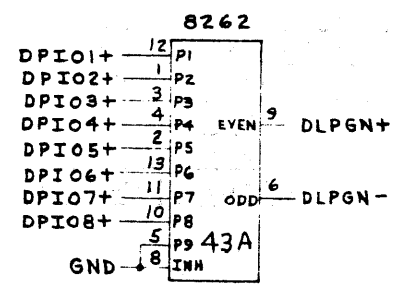 8262
DPIO1+ 12 P1
DPIO2+ 1 P2
DPIO3+ 3 P3
DPIO4+ 4 P4 EVEN 9 DLPGN+
DPIO5+ 2 P5
DPIO6+ 13 P6
DPIO7+ 11 P7 ODD 6 DLPGN-
DPIO8+ 10 P8
5 P9 43A
GND 8 INH